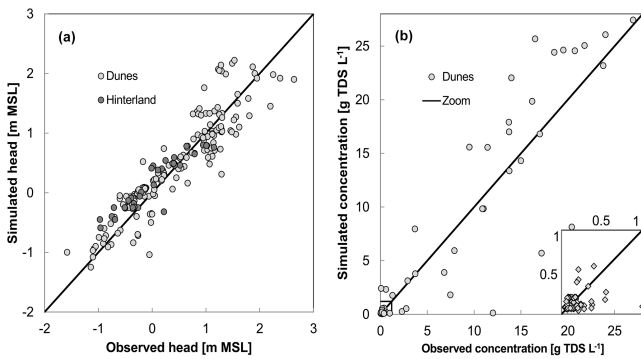 (a)
Dunes
Hinterland
Simulated head [m MSL]
3
2
1
0
-1
-2
-2 -1 0 1 2 3
Observed head [m MSL]
(b)
Dunes
Zoom
Simulated concentration [g TDS L⁻¹]
25
20
15
10
5
0
0 5 10 15 20 25
Observed concentration [g TDS L⁻¹]
0.5 1
1
0.5